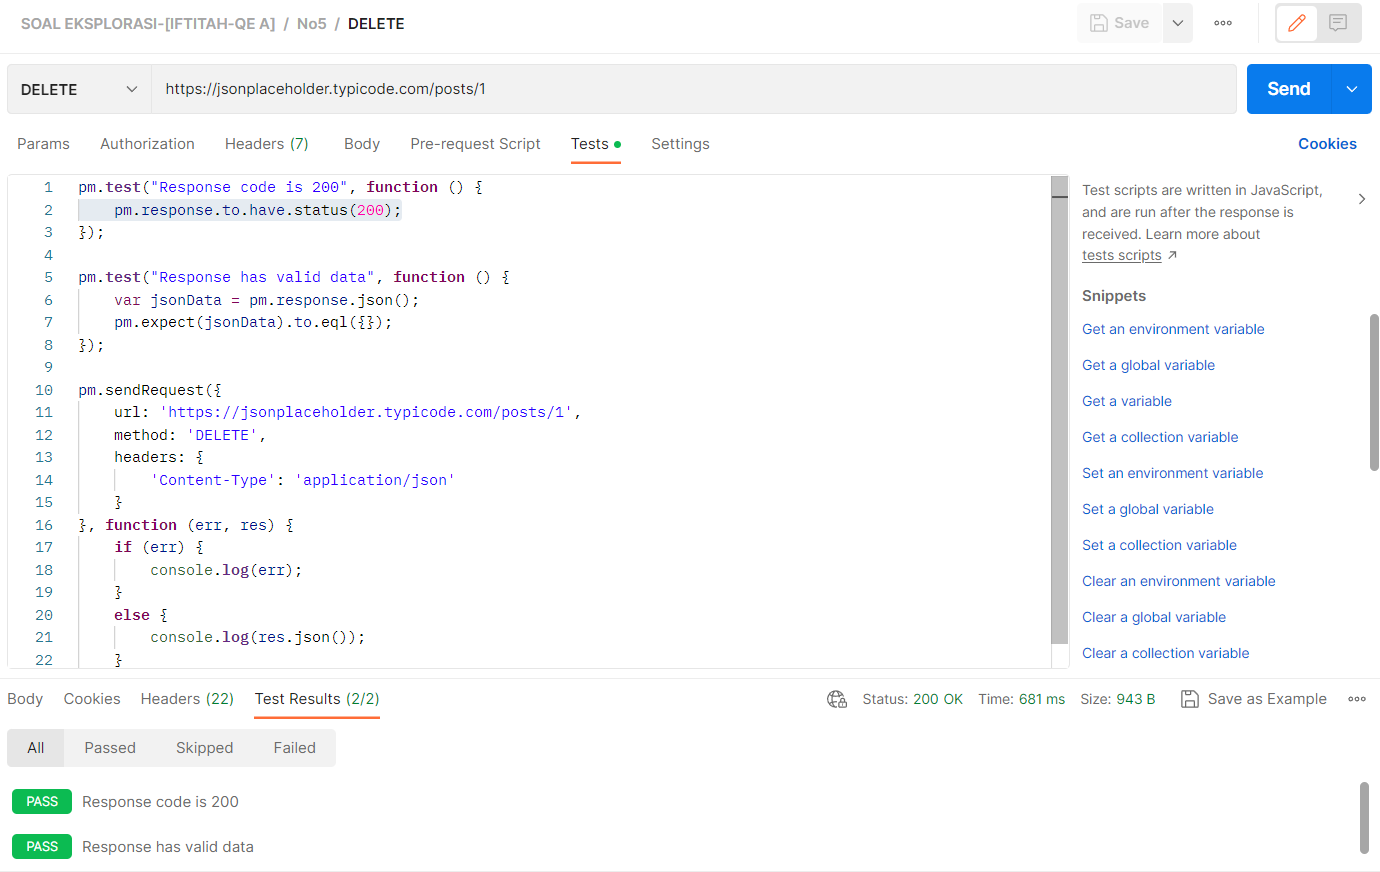 SOAL EKSPLORASI-[IFTITAH-QE A] / No5 / DELETE
Save
DELETE
https://jsonplaceholder.typicode.com/posts/1
Send
Params Authorization Headers (7) Body Pre-request Script Tests Settings Cookies
1 pm.test("Response code is 200", function () {
2 pm.response.to.have.status(200);
3 });
4
5 pm.test("Response has valid data", function () {
6 var jsonData = pm.response.json();
7 pm.expect(jsonData).to.eql({});
8 });
9
10 pm.sendRequest({
11 url: 'https://jsonplaceholder.typicode.com/posts/1',
12 method: 'DELETE',
13 headers: {
14 'Content-Type': 'application/json'
15 }
16 }, function (err, res) {
17 if (err) {
18 console.log(err);
19 }
20 else {
21 console.log(res.json());
22 }
Test scripts are written in JavaScript,
and are run after the response is
received. Learn more about
tests scripts ↗
Snippets
Get an environment variable
Get a global variable
Get a variable
Get a collection variable
Set an environment variable
Set a global variable
Set a collection variable
Clear an environment variable
Clear a global variable
Clear a collection variable
Body Cookies Headers (22) Test Results (2/2) Status: 200 OK Time: 681 ms Size: 943 B Save as Example
All Passed Skipped Failed
PASS Response code is 200
PASS Response has valid data